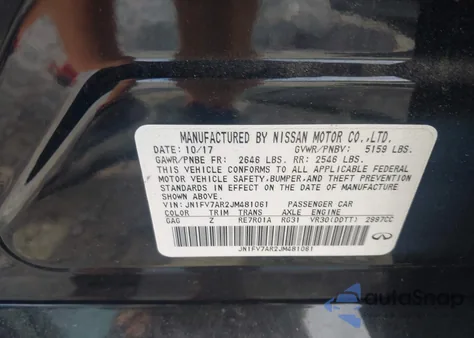 MANUFACTURED BY NISSAN MOTOR CO.,LTD.
DATE: 10/17 GVWR/PNBV: 5159 LBS.
GAWR/PNBE FR: 2646 LBS. RR: 2546 LBS.
THIS VEHICLE CONFORMS TO ALL APPLICABLE FEDERAL
MOTOR VEHICLE SAFETY, BUMPER, AND THEFT PREVENTION
STANDARDS IN EFFECT ON THE DATE OF MANUFACTURE
SHOWN ABOVE.
VIN: JN1FV7AR2JM481061 PASSENGER CAR
COLOR TRIM TRANS AXLE ENGINE
GAG Z RE7R01A RG31 VR30(DDTT) 2997CC
JN1FV7AR2JM481061
AutoSnap